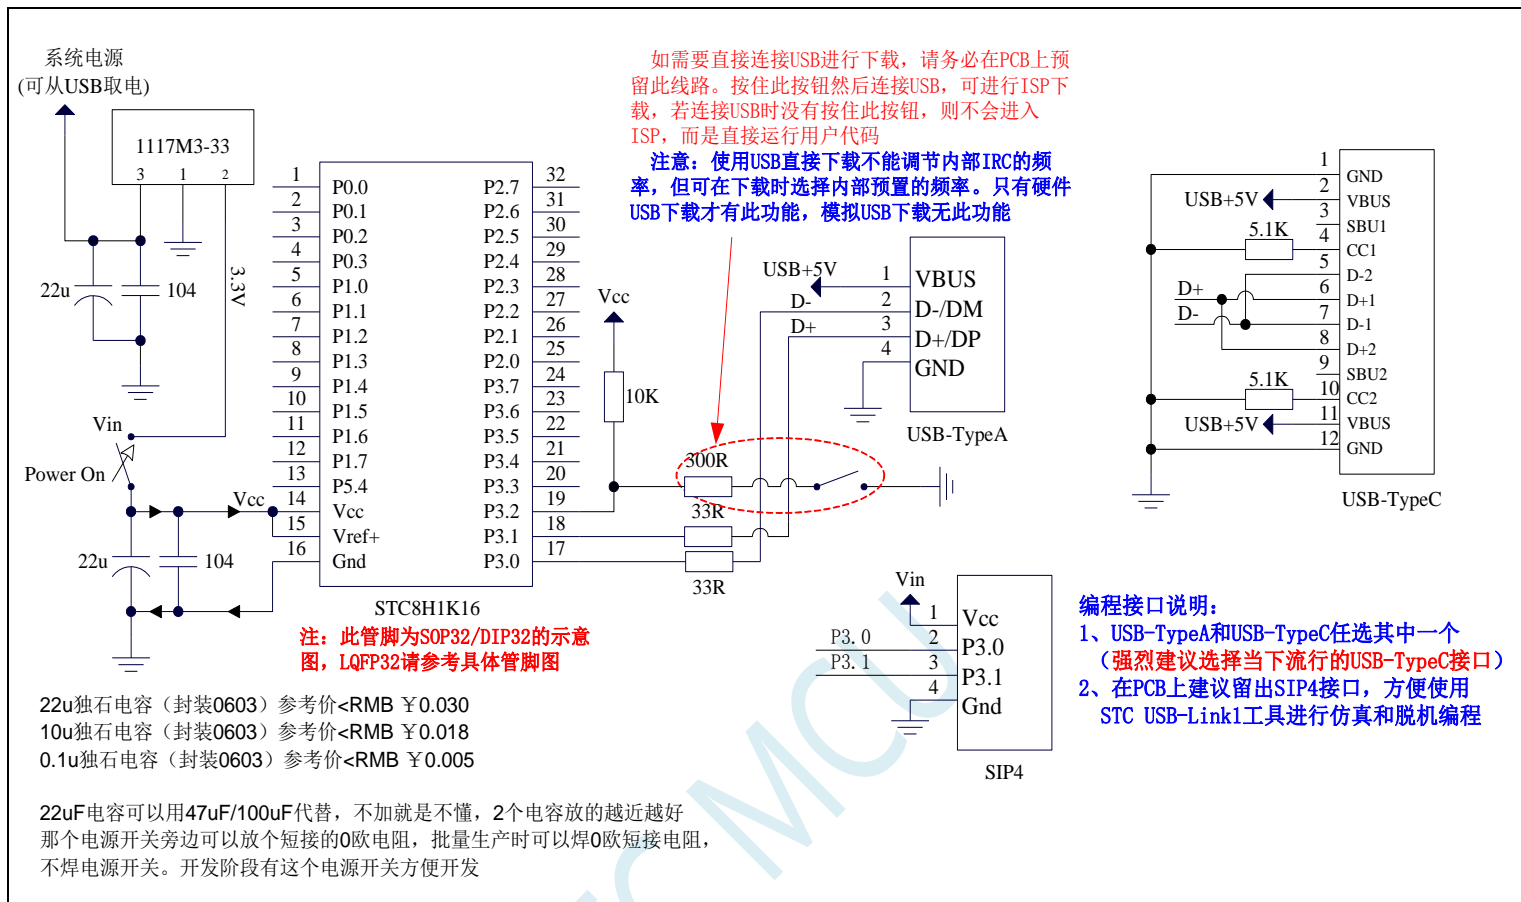 系统电源
(可从USB取电)
1117M3-33
3 1 2
22u
104
3.3V
Vin
Power On
Vcc
22u
104
1 P0.0
2 P0.1
3 P0.2
4 P0.3
5 P1.0
6 P1.1
7 P1.2
8 P1.3
9 P1.4
10 P1.5
11 P1.6
12 P1.7
13 P5.4
14 Vcc
15 Vref+
16 Gnd
P2.7 32
P2.6 31
P2.5 30
P2.4 29
P2.3 28
P2.2 27
P2.1 26
P2.0 25
P3.7 24
P3.6 23
P3.5 22
P3.4 21
P3.3 20
P3.2 19
P3.1 18
P3.0 17
STC8H1K16
注：此管脚为SOP32/DIP32的示意
图，LQFP32请参考具体管脚图
如需要直接连接USB进行下载，请务必在PCB上预
留此线路。按住此按钮然后连接USB，可进行ISP下
载，若连接USB时没有按住此按钮，则不会进入
ISP，而是直接运行用户代码
注意：使用USB直接下载不能调节内部IRC的频
率，但可在下载时选择内部预置的频率。只有硬件
USB下载才有此功能，模拟USB下载无此功能
Vcc
10K
300R
33R
33R
USB+5V
D-
D+
1 VBUS
2 D-/DM
3 D+/DP
4 GND
USB-TypeA
USB+5V
5.1K
D+
D-
5.1K
USB+5V
1 GND
2 VBUS
3 SBU1
4 CC1
5 D-2
6 D+1
7 D-1
8 D+2
9 SBU2
10 CC2
11 VBUS
12 GND
USB-TypeC
Vin
P3.0
P3.1
1 Vcc
2 P3.0
3 P3.1
4 Gnd
SIP4
编程接口说明：
1、USB-TypeA和USB-TypeC任选其中一个
（强烈建议选择当下流行的USB-TypeC接口）
2、在PCB上建议留出SIP4接口，方便使用
STC USB-Link1工具进行仿真和脱机编程
22u独石电容（封装0603）参考价<RMB ￥0.030
10u独石电容（封装0603）参考价<RMB ￥0.018
0.1u独石电容（封装0603）参考价<RMB ￥0.005
22uF电容可以用47uF/100uF代替，不加就是不懂，2个电容放的越近越好
那个电源开关旁边可以放个短接的0欧电阻，批量生产时可以焊0欧短接电阻，
不焊电源开关。开发阶段有这个电源开关方便开发
MCU